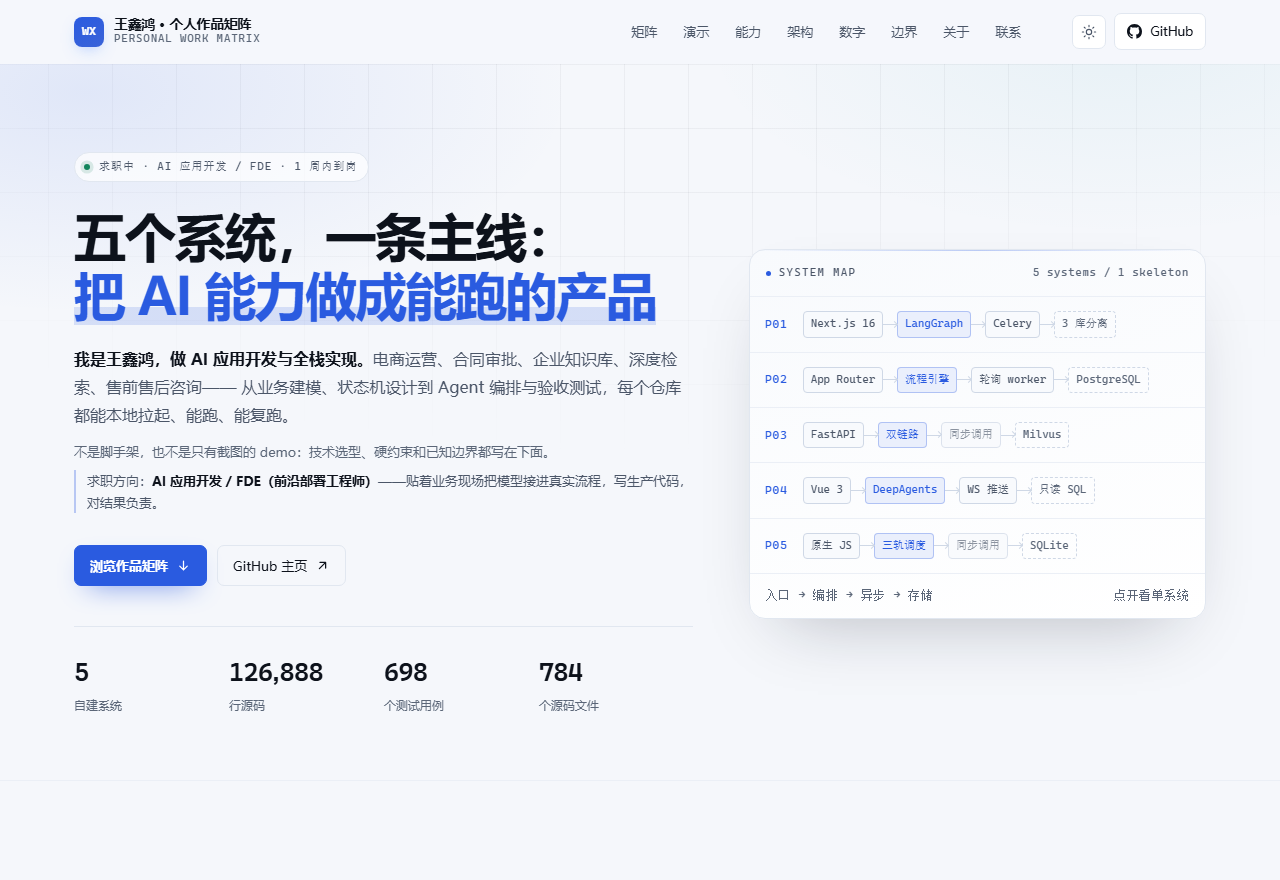 WX
王鑫鸿 • 个人作品矩阵
PERSONAL WORK MATRIX
矩阵
演示
能力
架构
数字
边界
关于
联系
GitHub
求职中 · AI 应用开发 / FDE · 1 周内到岗
五个系统，一条主线：
把 AI 能力做成能跑的产品
我是王鑫鸿，做 AI 应用开发与全栈实现。电商运营、合同审批、企业知识库、深度检
索、售前售后咨询—— 从业务建模、状态机设计到 Agent 编排与验收测试，每个仓库
都能本地拉起、能跑、能复跑。
不是脚手架，也不是只有截图的 demo：技术选型、硬约束和已知边界都写在下面。
求职方向：AI 应用开发 / FDE（前沿部署工程师）——贴着业务现场把模型接进真实流程，写生产代码，
对结果负责。
浏览作品矩阵 ↓
GitHub 主页 ↗
5
自建系统
126,888
行源码
698
个测试用例
784
个源码文件
SYSTEM MAP
5 systems / 1 skeleton
P01 Next.js 16 LangGraph Celery 3 库分离
P02 App Router 流程引擎 轮询 worker PostgreSQL
P03 FastAPI 双链路 同步调用 Milvus
P04 Vue 3 DeepAgents WS 推送 只读 SQL
P05 原生 JS 三轨调度 同步调用 SQLite
入口 → 编排 → 异步 → 存储
点开看单系统